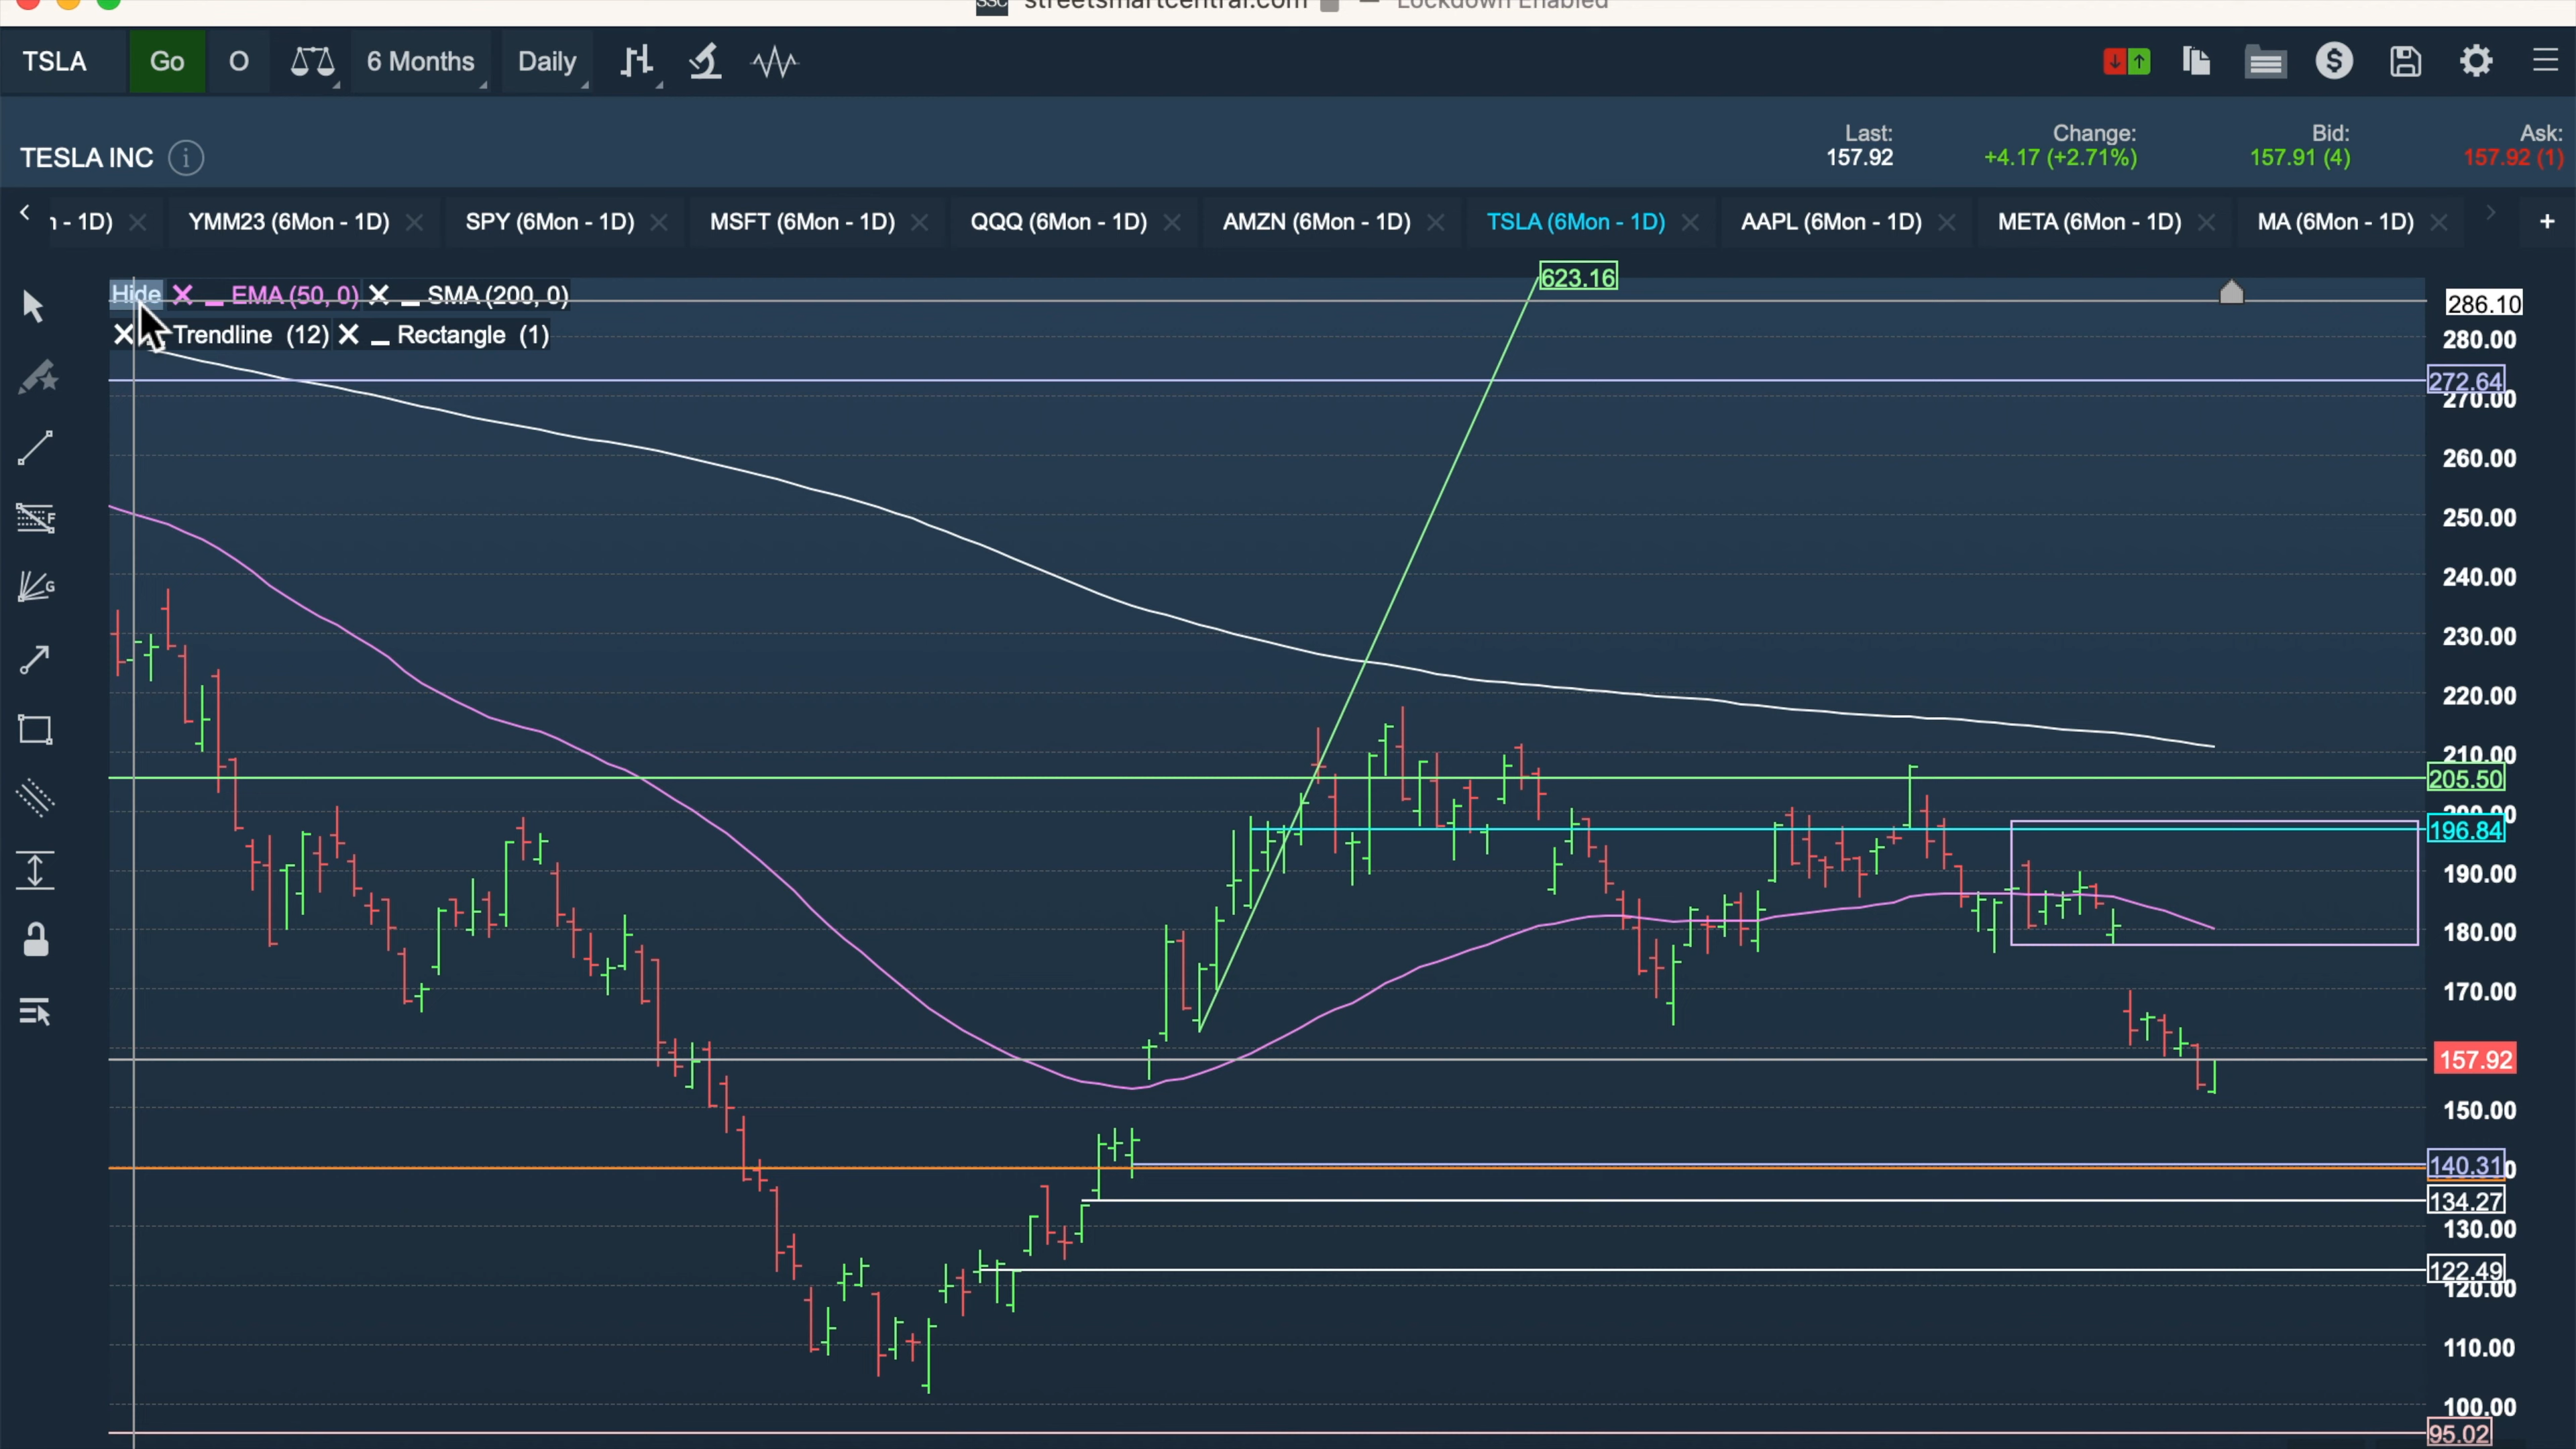 SSC streetsmartcentral.com — Lockdown Enabled
TSLA Go O 6 Months Daily
TESLA INC i
Last: Change: Bid: Ask:
157.92 +4.17 (+2.71%) 157.91 (4) 157.92 (1)
- 1D) YMM23 (6Mon - 1D) SPY (6Mon - 1D) MSFT (6Mon - 1D) QQQ (6Mon - 1D) AMZN (6Mon - 1D) TSLA (6Mon - 1D) AAPL (6Mon - 1D) META (6Mon - 1D) MA (6Mon - 1D) +
623.16
Hide EMA (50, 0) SMA (200, 0)
286.10
Trendline (12) Rectangle (1)
280.00
272.64
270.00
260.00
250.00
240.00
230.00
220.00
210.00
205.50
200.00
196.84
190.00
180.00
170.00
157.92
150.00
140.31
134.27
130.00
122.49
120.00
110.00
100.00
95.02
F
G